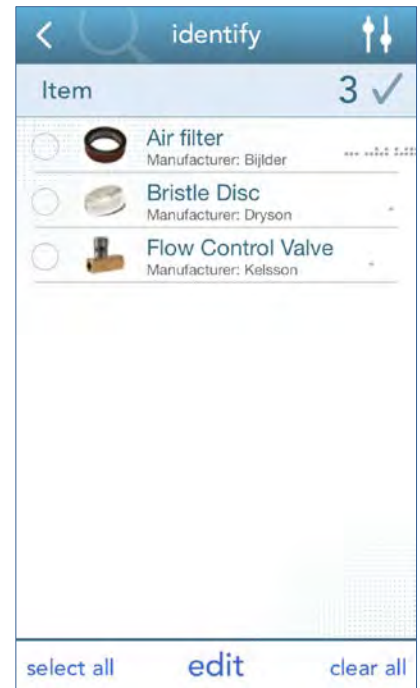 identify
Item 3
Air filter
Manufacturer: Bijlder
Bristle Disc
Manufacturer: Dryson
Flow Control Valve
Manufacturer: Kelsson
select all edit clear all